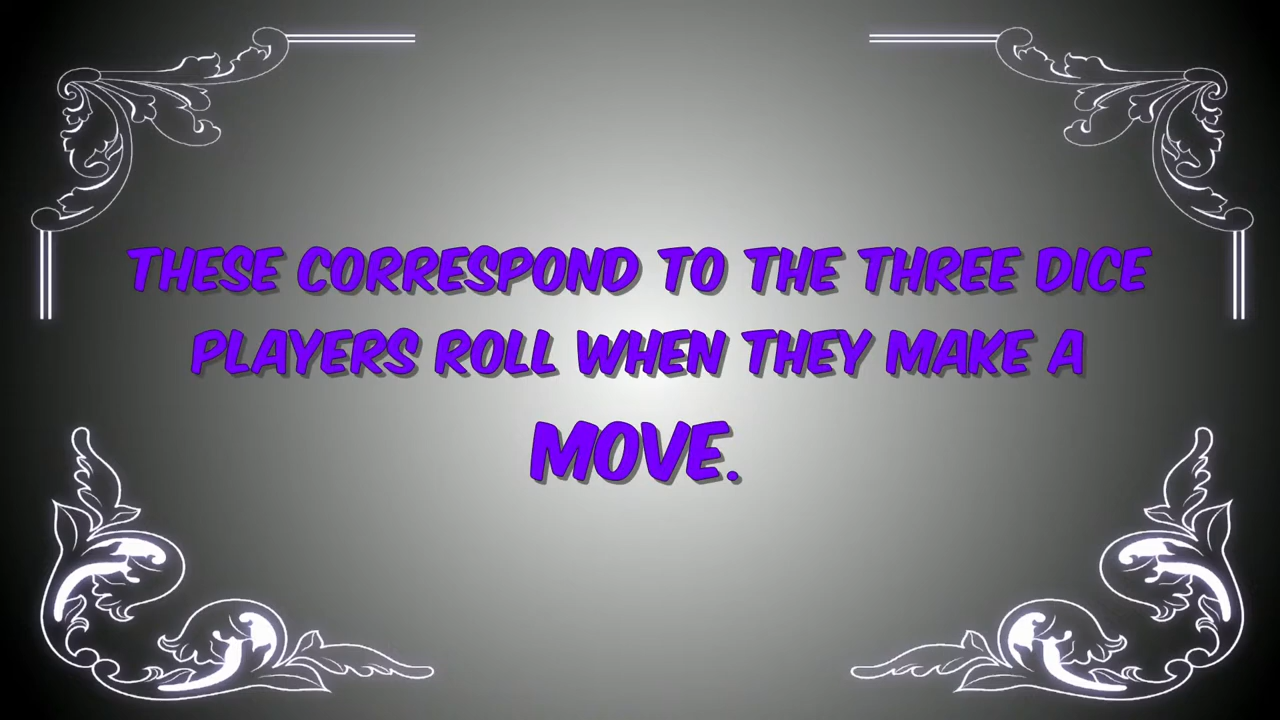 THESE CORRESPOND TO THE THREE DICE
PLAYERS ROLL WHEN THEY MAKE A
MOVE.